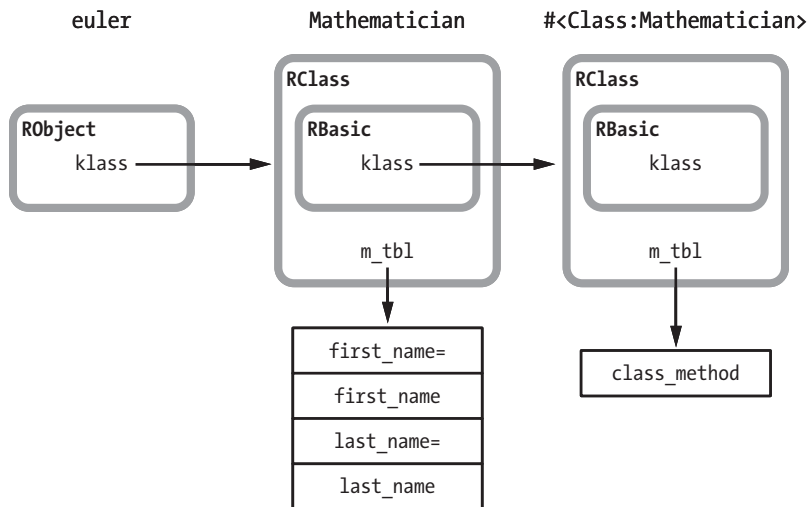 euler
Mathematician
#<Class:Mathematician>
RObject
klass
RClass
RBasic
klass
m_tbl
first_name=
first_name
last_name=
last_name
RClass
RBasic
klass
m_tbl
class_method